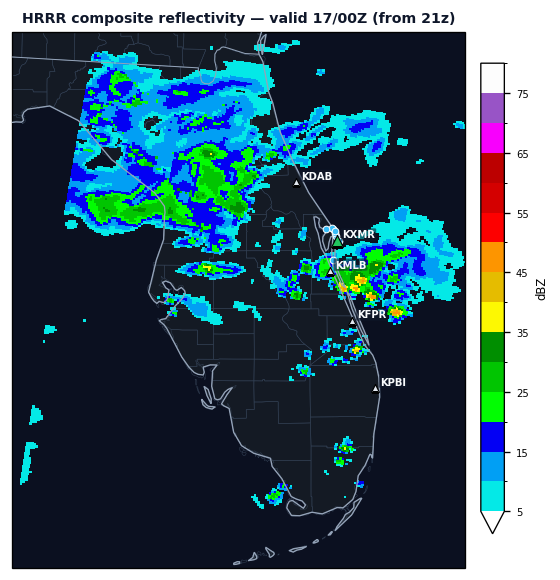 HRRR composite reflectivity — valid 17/00Z (from 21z)
KDAB
KXMR
KMLB
KFPR
KPBI
75
65
55
45
35
25
15
5
dBZ